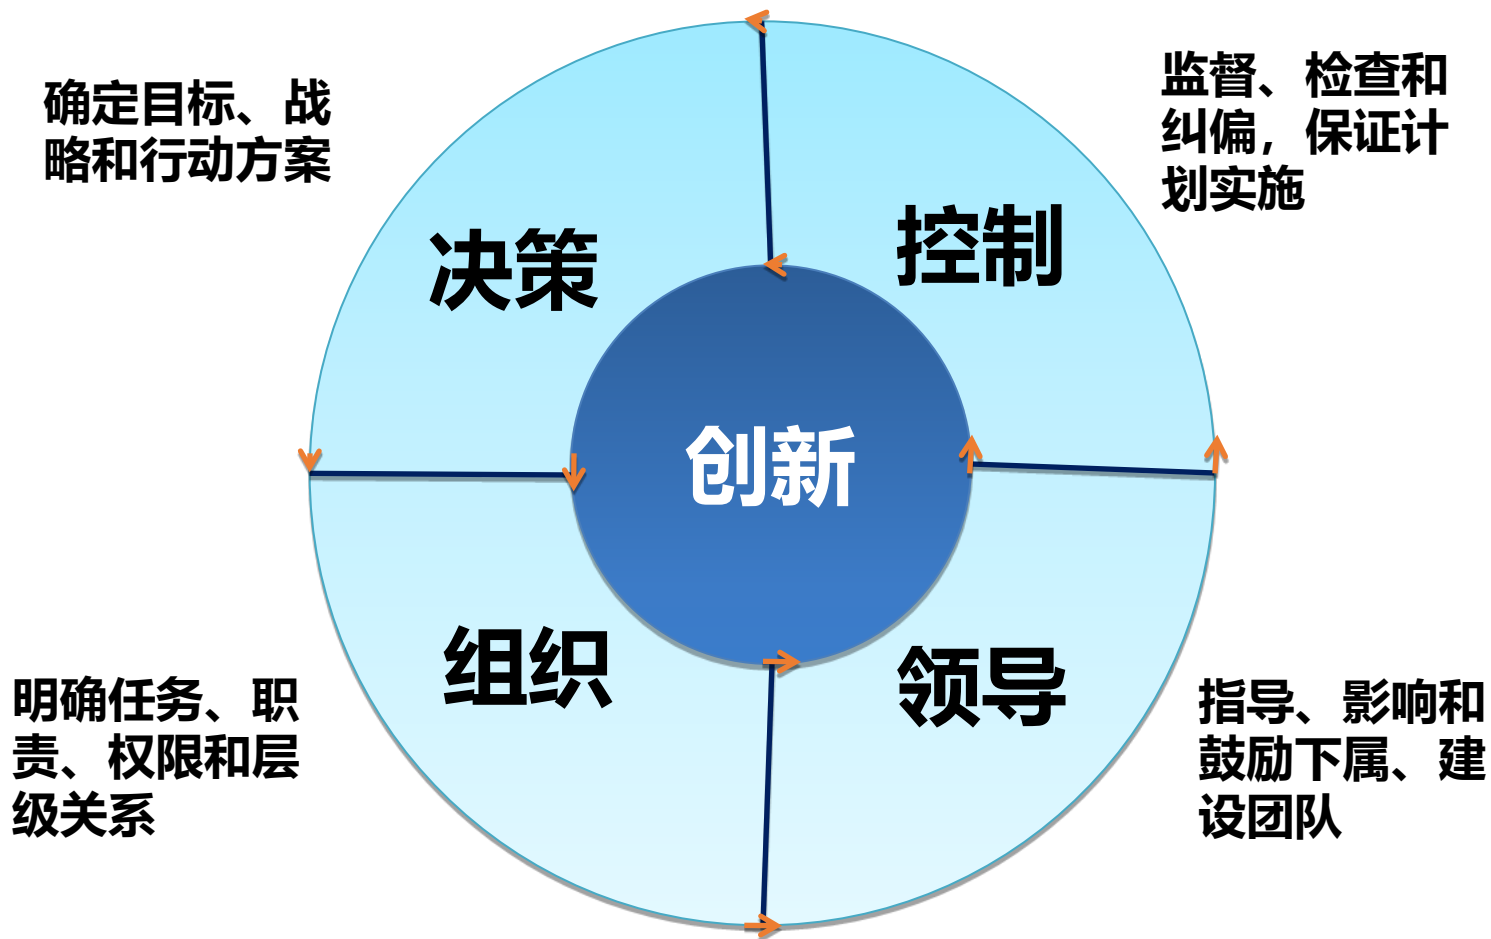 确定目标、战
略和行动方案
监督、检查和
纠偏，保证计
划实施
决策
控制
创新
组织
领导
明确任务、职
责、权限和层
级关系
指导、影响和
鼓励下属、建
设团队